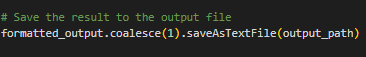 # Save the result to the output file
formatted_output.coalesce(1).saveAsTextFile(output_path)